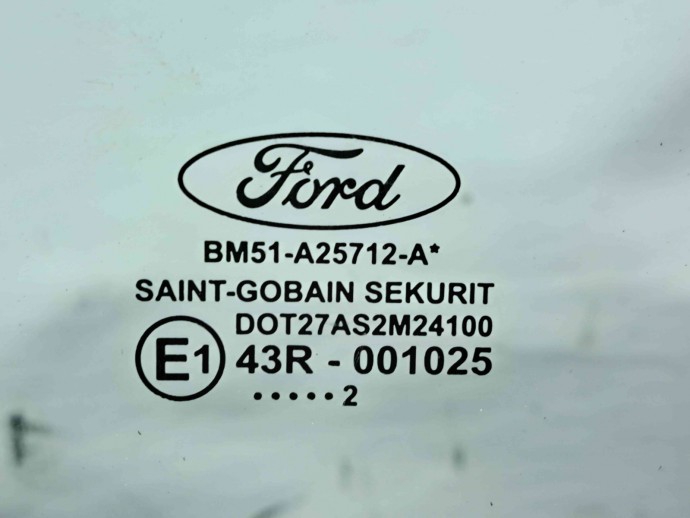 Ford
BM51-A25712-A*
SAINT-GOBAIN SEKURIT
DOT27AS2M24100
E1 43R - 001025
.....2